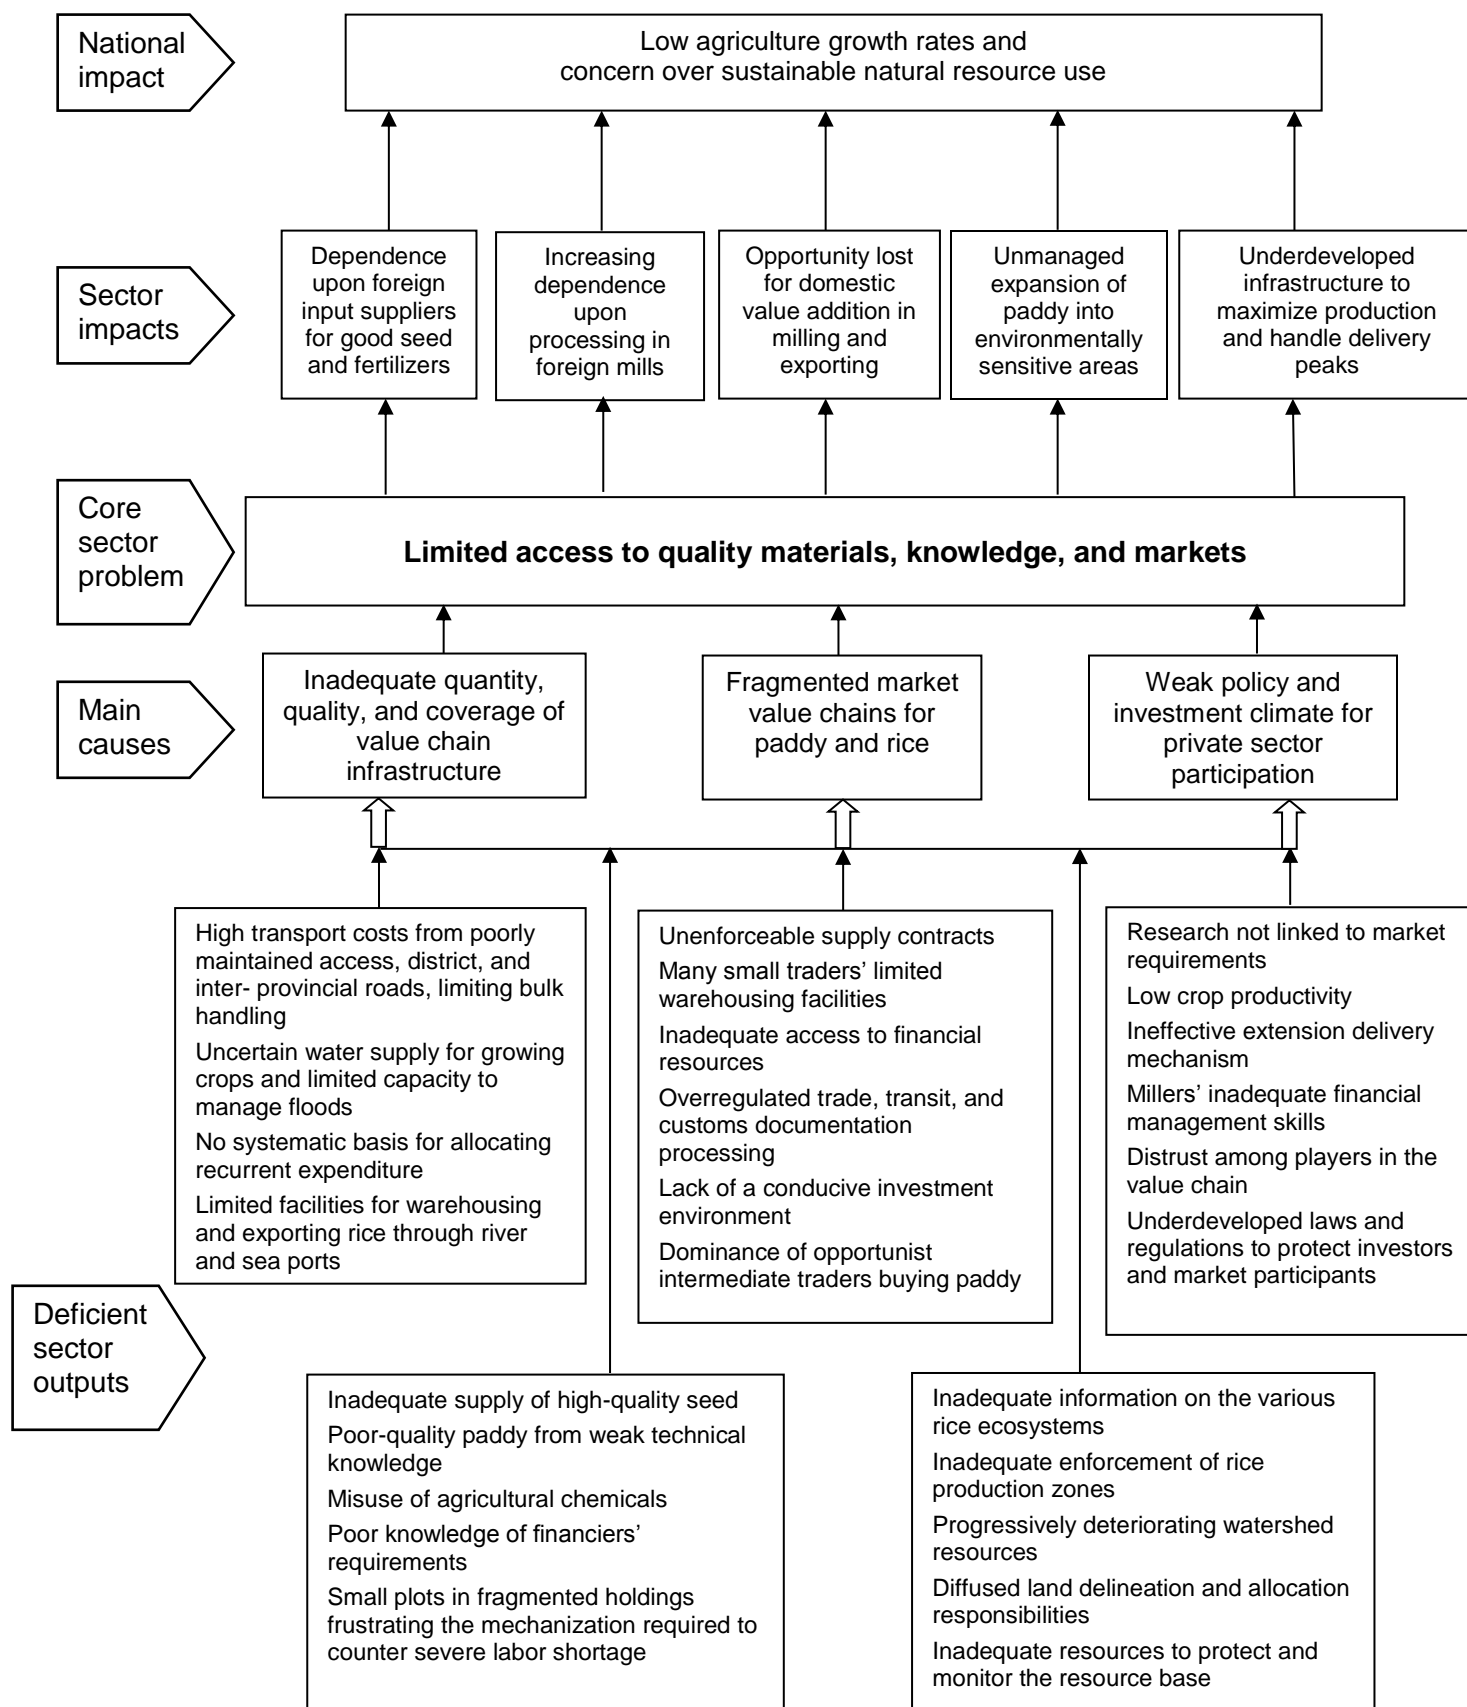 National
impact
Low agriculture growth rates and
concern over sustainable natural resource use
Sector
impacts
Dependence
upon foreign
input suppliers
for good seed
and fertilizers
Increasing
dependence
upon
processing in
foreign mills
Opportunity lost
for domestic
value addition in
milling and
exporting
Unmanaged
expansion of
paddy into
environmentally
sensitive areas
Underdeveloped
infrastructure to
maximize production
and handle delivery
peaks
Core
sector
problem
Limited access to quality materials, knowledge, and markets
Main
causes
Inadequate quantity,
quality, and coverage of
value chain
infrastructure
Fragmented market
value chains for
paddy and rice
Weak policy and
investment climate for
private sector
participation
Deficient
sector
outputs
High transport costs from poorly
maintained access, district, and
inter- provincial roads, limiting bulk
handling
Uncertain water supply for growing
crops and limited capacity to
manage floods
No systematic basis for allocating
recurrent expenditure
Limited facilities for warehousing
and exporting rice through river
and sea ports
Unenforceable supply contracts
Many small traders’ limited
warehousing facilities
Inadequate access to financial
resources
Overregulated trade, transit, and
customs documentation
processing
Lack of a conducive investment
environment
Dominance of opportunist
intermediate traders buying paddy
Research not linked to market
requirements
Low crop productivity
Ineffective extension delivery
mechanism
Millers’ inadequate financial
management skills
Distrust among players in the
value chain
Underdeveloped laws and
regulations to protect investors
and market participants
Inadequate supply of high-quality seed
Poor-quality paddy from weak technical
knowledge
Misuse of agricultural chemicals
Poor knowledge of financiers’
requirements
Small plots in fragmented holdings
frustrating the mechanization required to
counter severe labor shortage
Inadequate information on the various
rice ecosystems
Inadequate enforcement of rice
production zones
Progressively deteriorating watershed
resources
Diffused land delineation and allocation
responsibilities
Inadequate resources to protect and
monitor the resource base